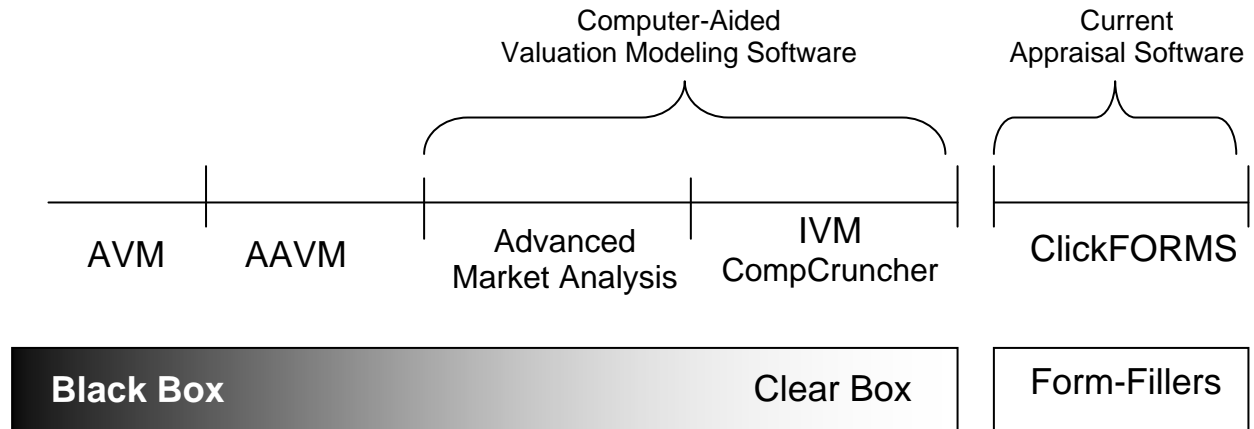 Computer-Aided
Valuation Modeling Software
Current
Appraisal Software
AVM
AAVM
Advanced
Market Analysis
IVM
CompCruncher
ClickFORMS
Black Box
Clear Box
Form-Fillers